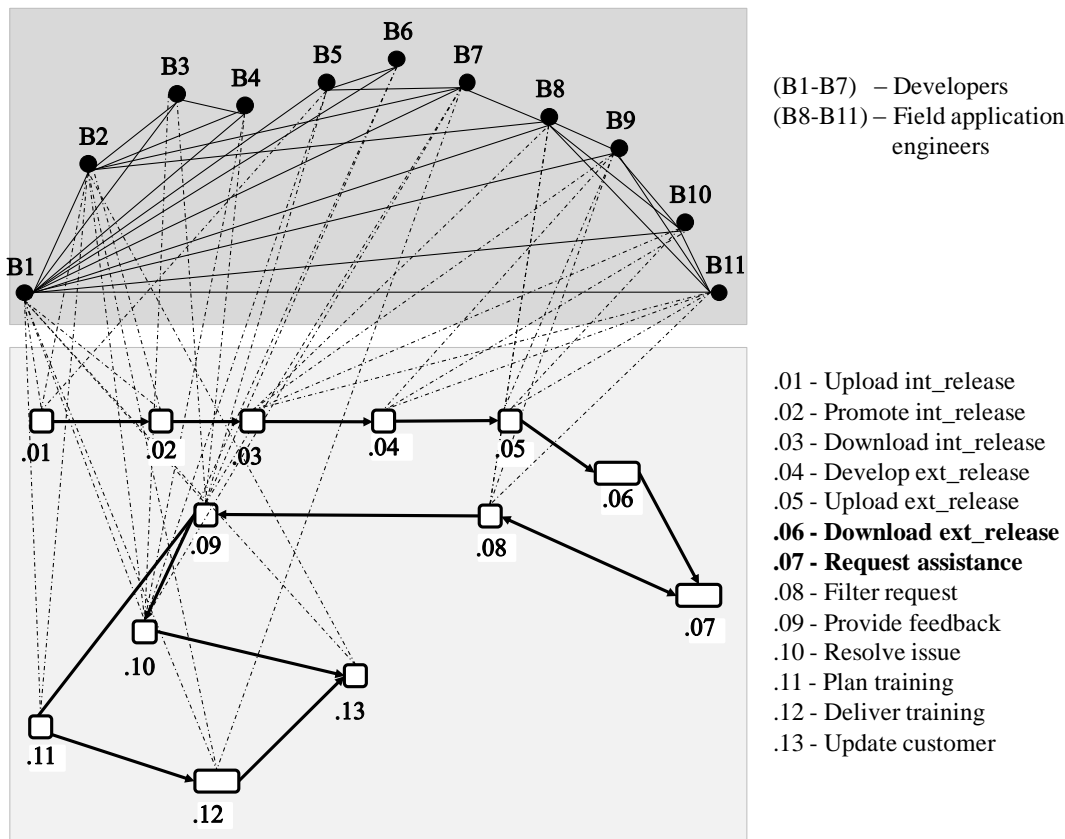 B6
B5
B7
B3
B4
B8
B2
B9
B10
B1
B11
(B1-B7) – Developers
(B8-B11) – Field application
engineers
.01
.02
.03
.04
.05
.06
.09
.08
.07
.10
.13
.11
.12
.01 - Upload int_release
.02 - Promote int_release
.03 - Download int_release
.04 - Develop ext_release
.05 - Upload ext_release
.06 - Download ext_release
.07 - Request assistance
.08 - Filter request
.09 - Provide feedback
.10 - Resolve issue
.11 - Plan training
.12 - Deliver training
.13 - Update customer